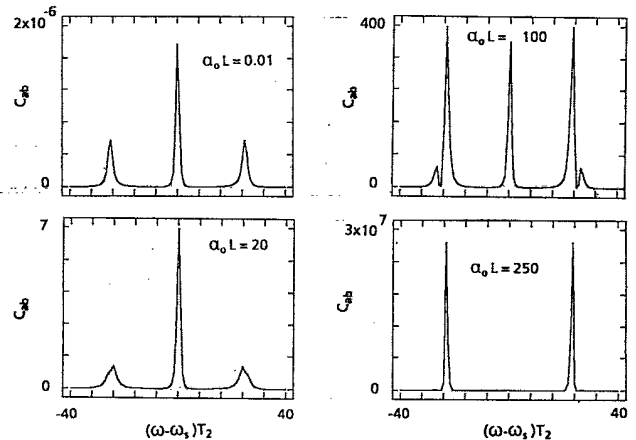 2x10^-6
C_ab
0
α_o L = 0.01
400
C_ab
0
α_o L = 100
7
C_ab
0
α_o L = 20
-40
40
(ω-ω_s)T_2
3x10^7
C_ab
0
α_o L = 250
-40
40
(ω-ω_s)T_2